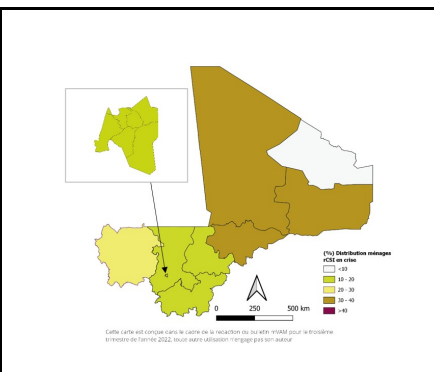 (%) Distribution ménages
rCSI en crise
<10
10 - 20
20 - 30
30 - 40
>40
0 250 500 km
Cette carte est conçue dans le cadre de la rédaction du bulletin mVAM pour le troisième
trimestre de l'année 2022, toute autre utilisation n'engage pas son auteur